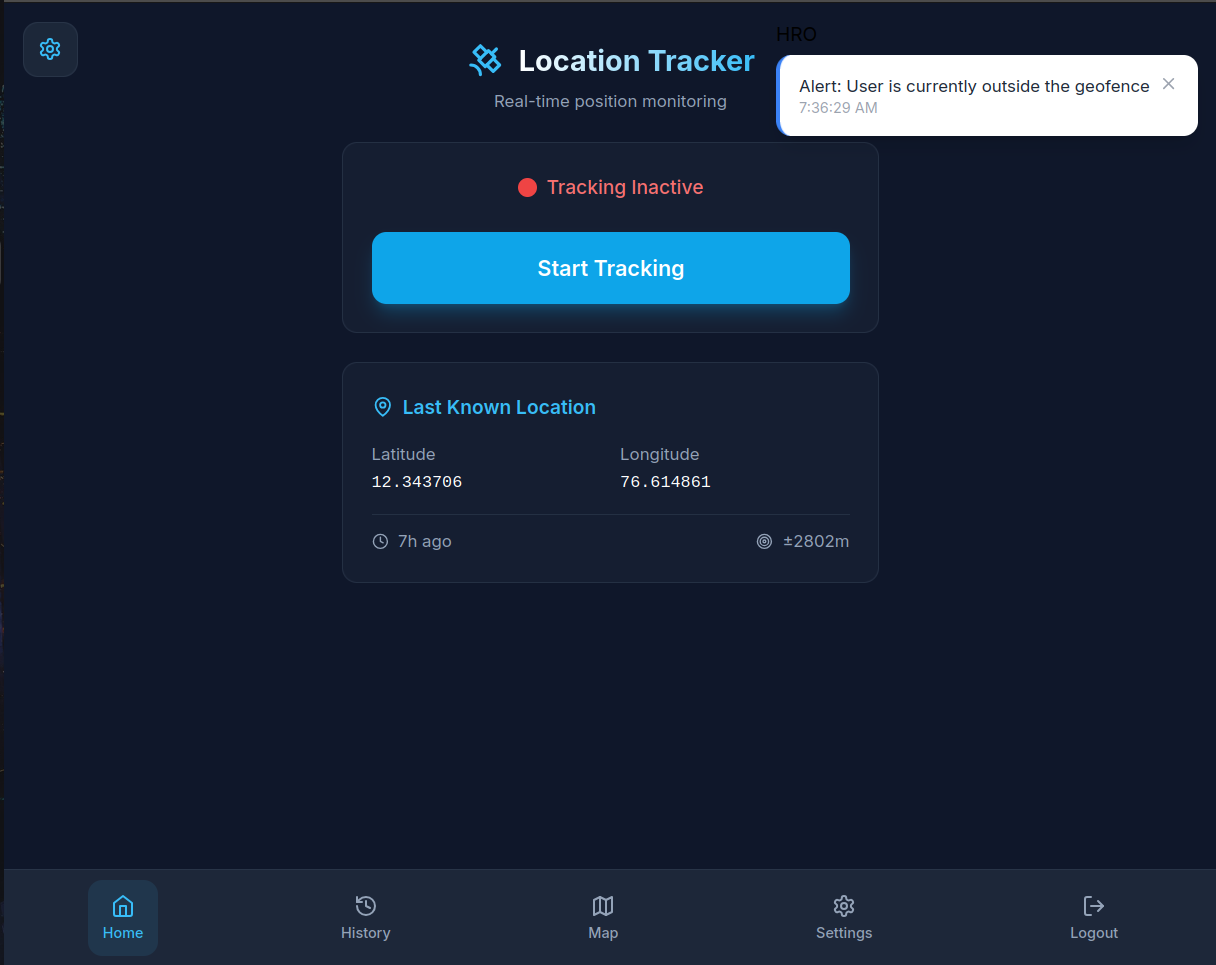 Location Tracker
Real-time position monitoring
HRO
Alert: User is currently outside the geofence
7:36:29 AM
Tracking Inactive
Start Tracking
Last Known Location
Latitude Longitude
12.343706 76.614861
7h ago ±2802m
Home History Map Settings Logout